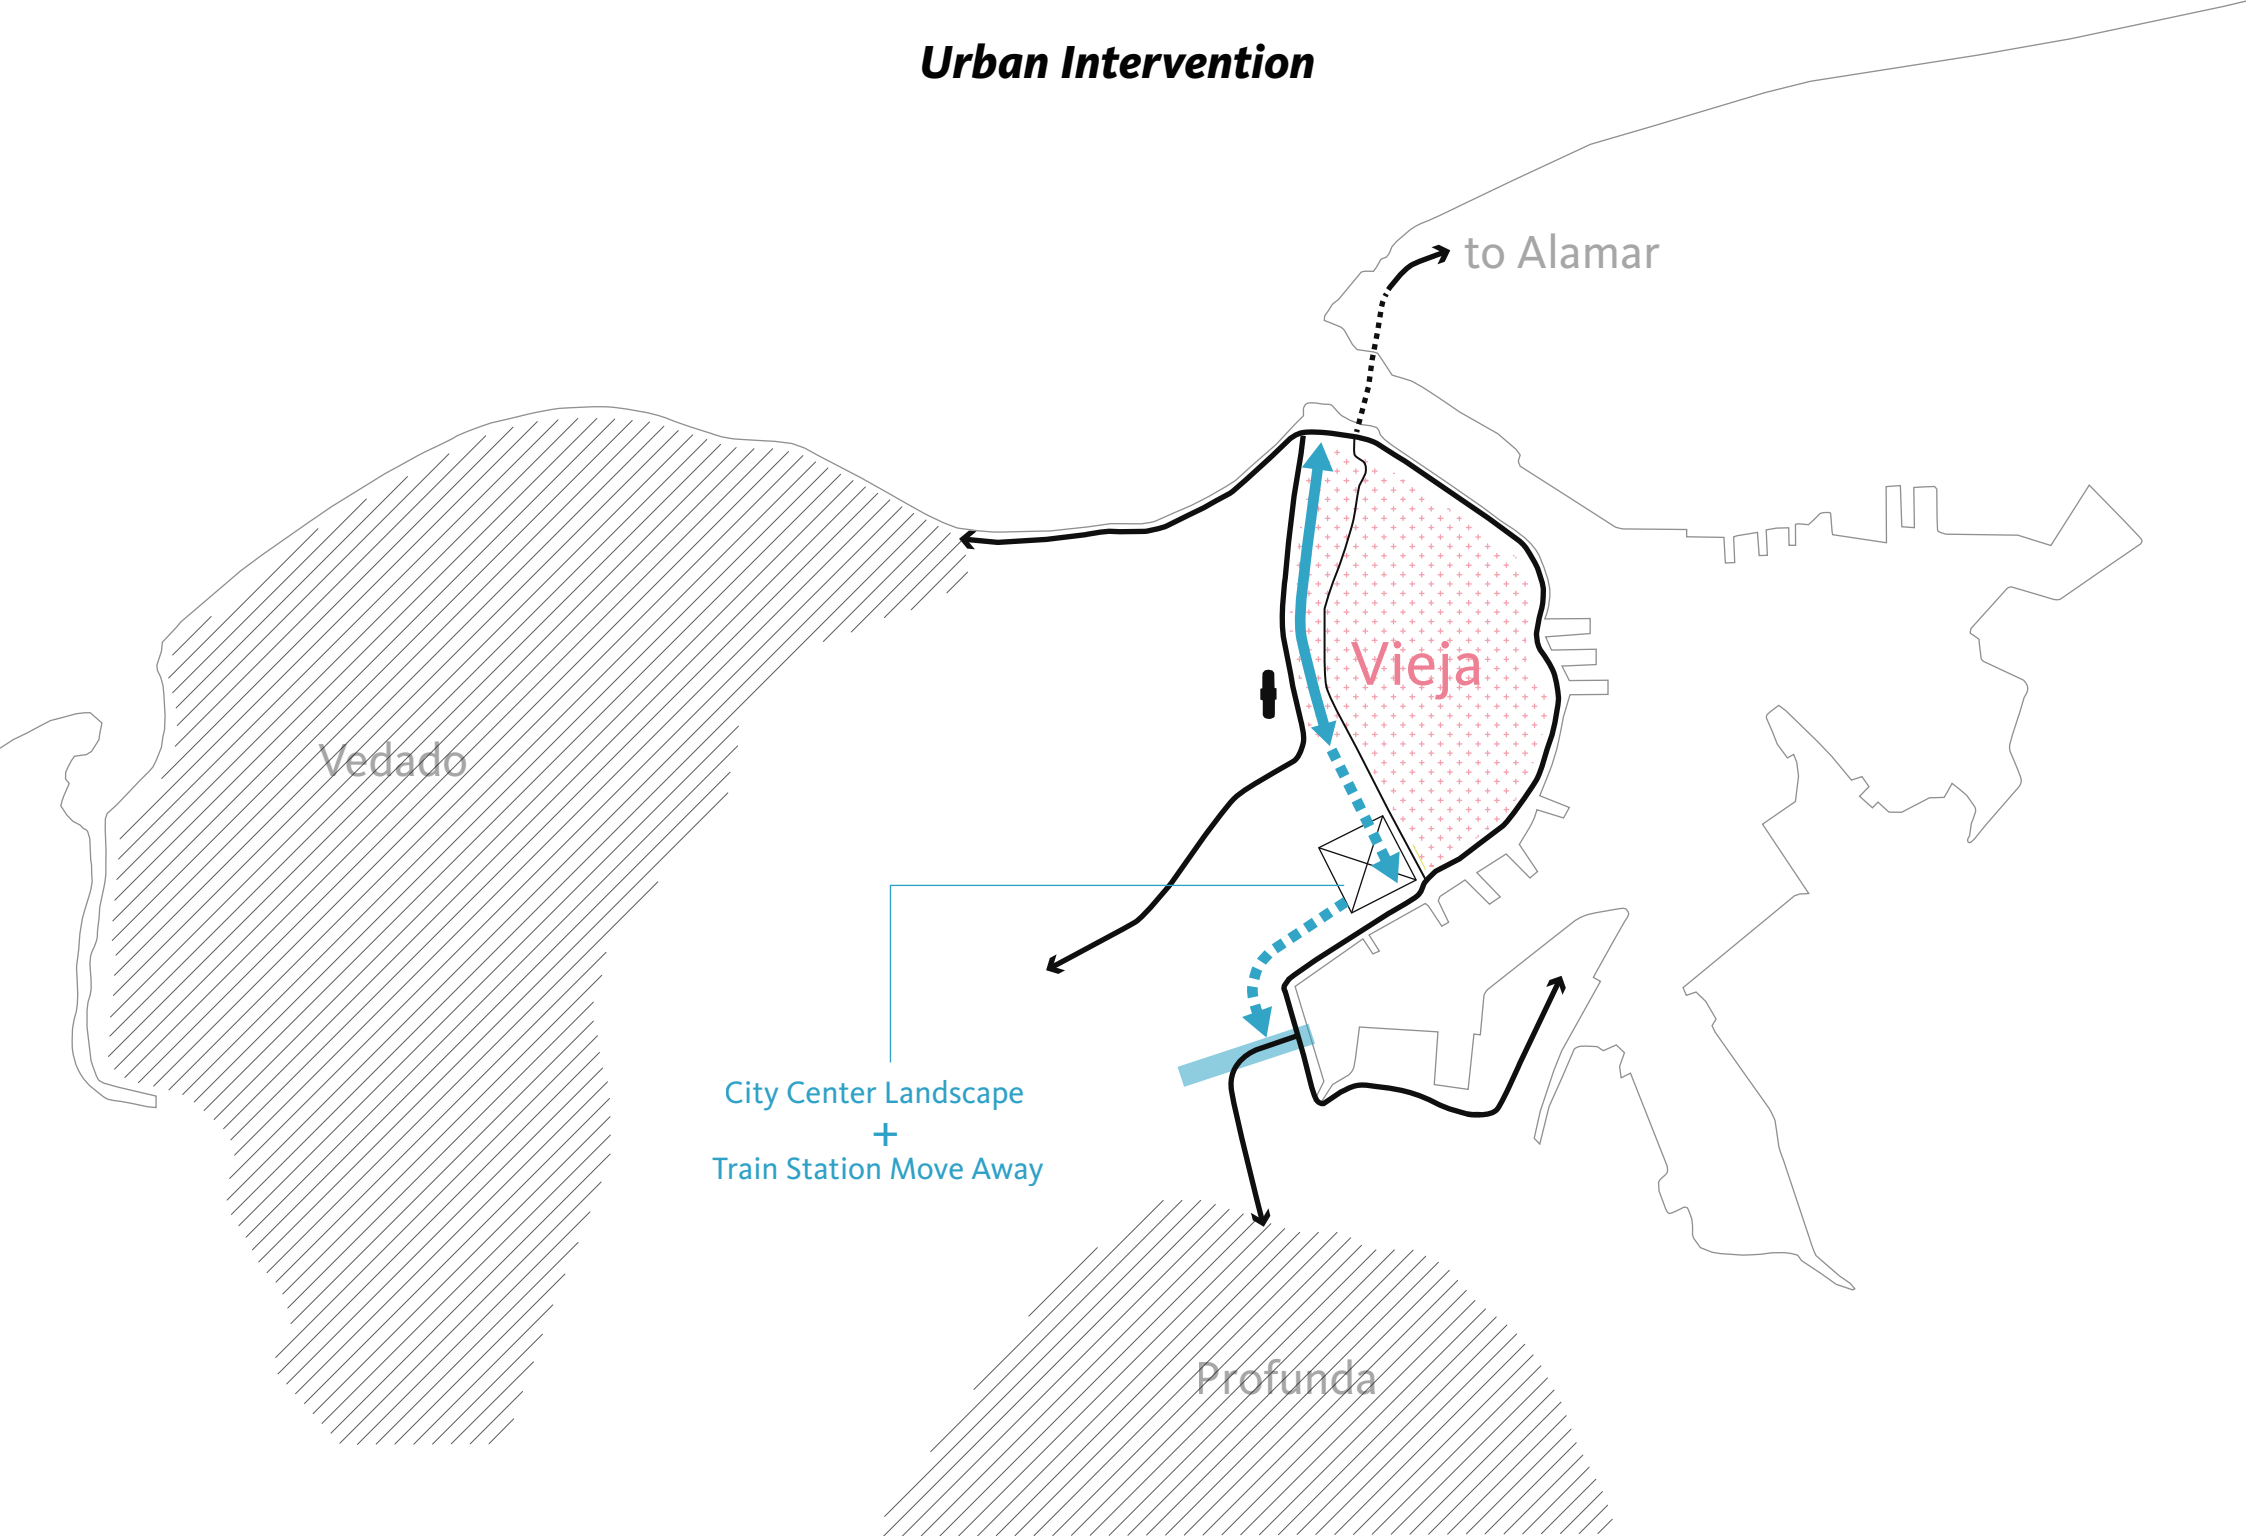 Urban Intervention
to Alamar
Vieja
Vedado
City Center Landscape
+
Train Station Move Away
Profunda